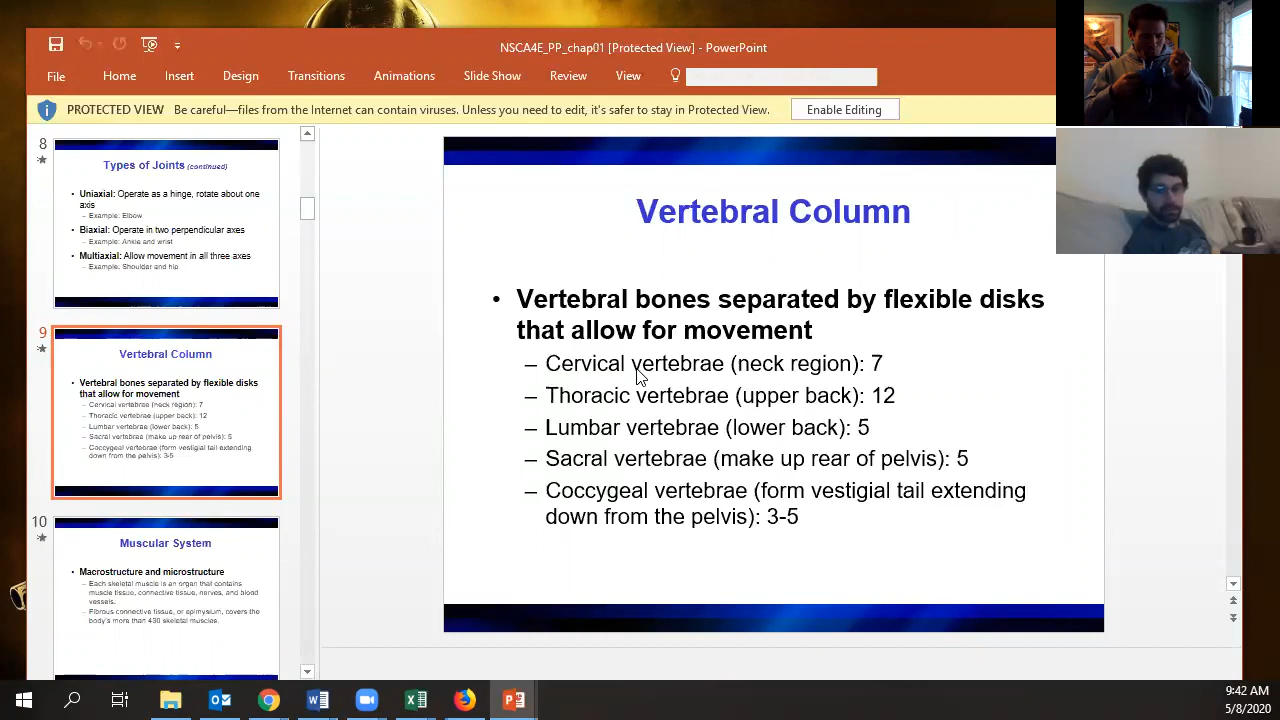 NSCA4E_PP_chap01 [Protected View] - PowerPoint
File Home Insert Design Transitions Animations Slide Show Review View
PROTECTED VIEW Be careful—files from the Internet can contain viruses. Unless you need to edit, it's safer to stay in Protected View. Enable Editing
8
Types of Joints (continued)
• Uniaxial: Operate as a hinge, rotate about one
axis
– Example: Elbow
• Biaxial: Operate in two perpendicular axes
– Example: Ankle and wrist
• Multiaxial: Allow movement in all three axes
– Example: Shoulder and hip
9
Vertebral Column
Vertebral bones separated by flexible disks
that allow for movement
– Cervical vertebrae (neck region): 7
– Thoracic vertebrae (upper back): 12
– Lumbar vertebrae (lower back): 5
– Sacral vertebrae (make up rear of pelvis): 5
– Coccygeal vertebrae (form vestigial tail extending
down from the pelvis): 3-5
10
Muscular System
• Macrostructure and microstructure
– Each skeletal muscle is an organ that contains
muscle tissue, connective tissue, nerves, and blood
vessels.
– Fibrous connective tissue, or epimysium, covers the
body's more than 430 skeletal muscles.
Vertebral Column
• Vertebral bones separated by flexible disks
that allow for movement
– Cervical vertebrae (neck region): 7
– Thoracic vertebrae (upper back): 12
– Lumbar vertebrae (lower back): 5
– Sacral vertebrae (make up rear of pelvis): 5
– Coccygeal vertebrae (form vestigial tail extending
down from the pelvis): 3-5
9:42 AM
5/8/2020